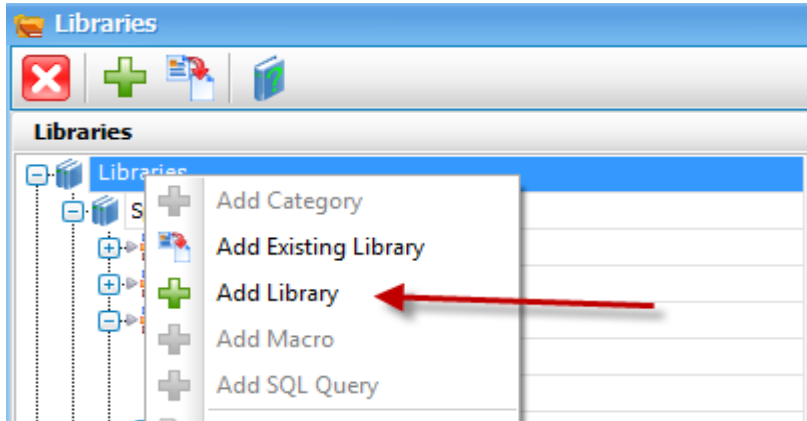 Libraries
Libraries
Libraries
Add Category
Add Existing Library
Add Library
Add Macro
Add SQL Query